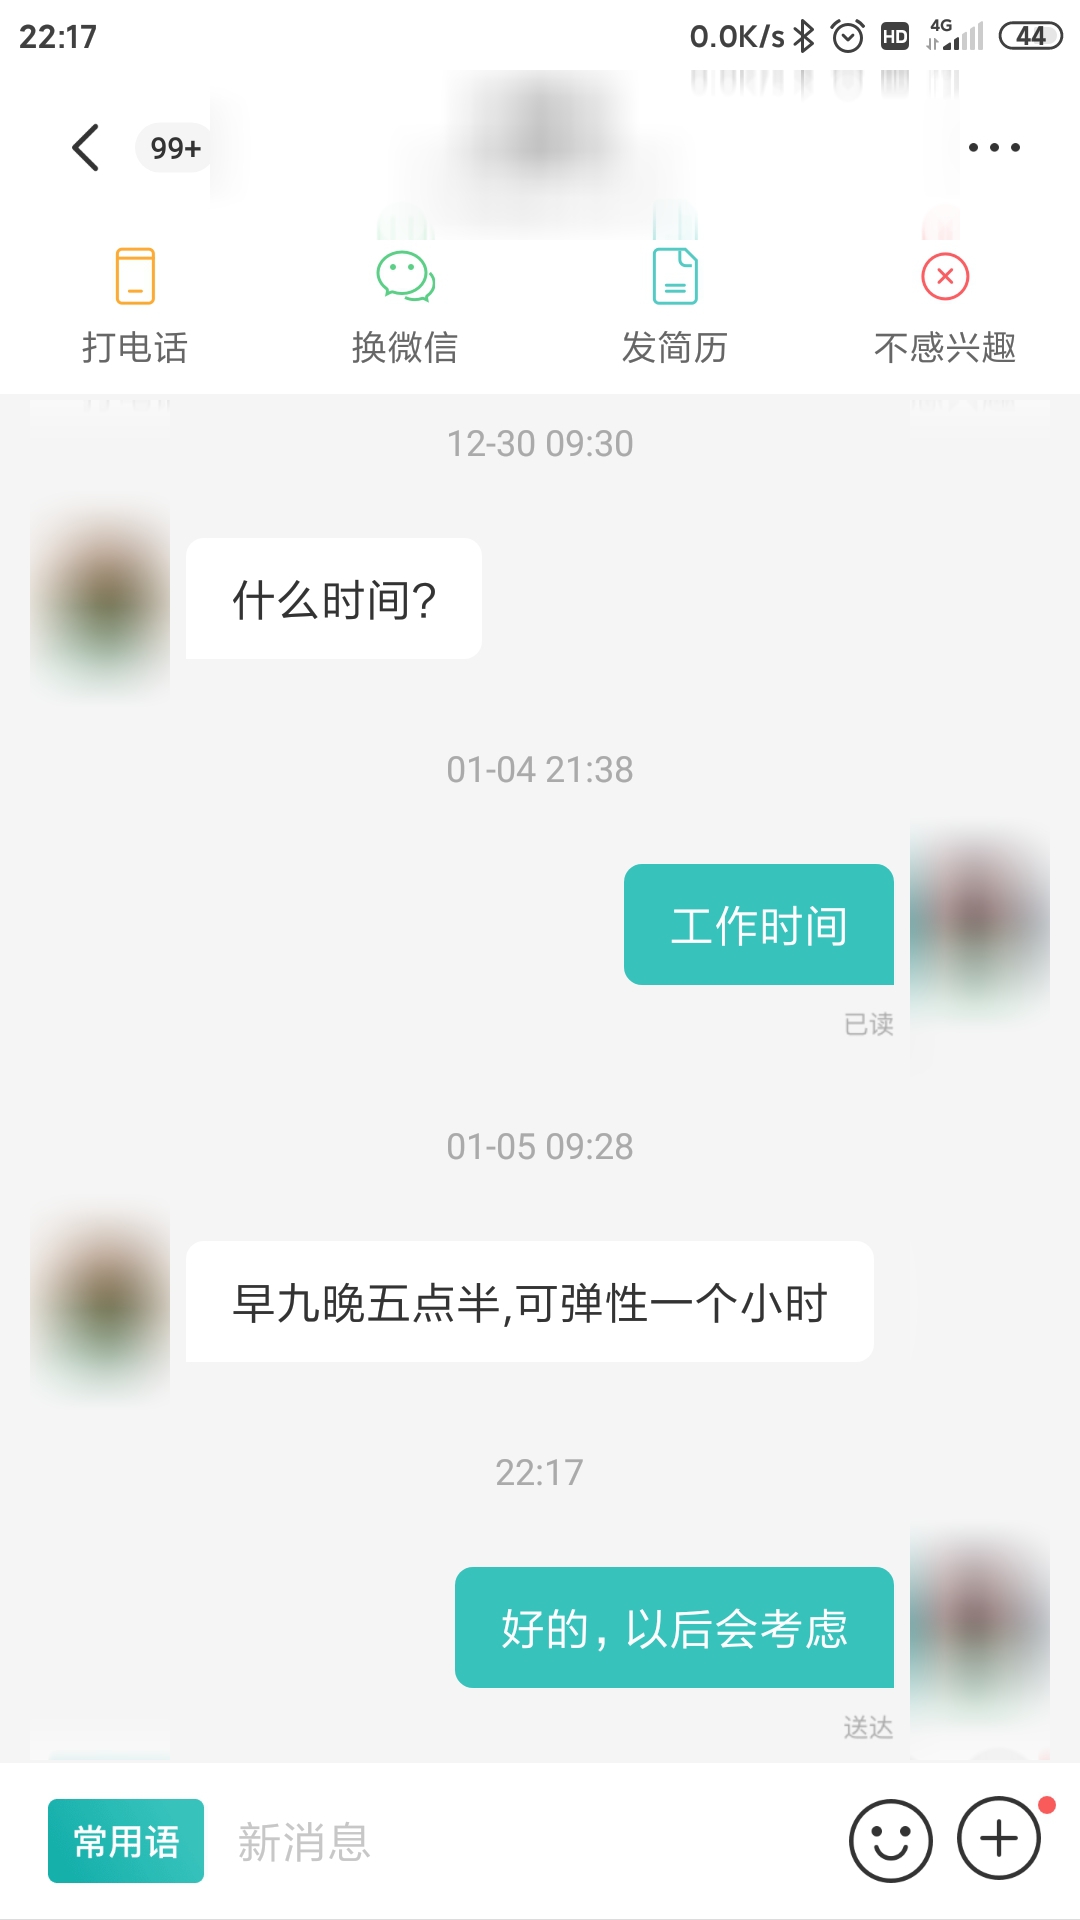 22:17 0.0K/s HD 4G 44
99+
打电话 换微信 发简历 不感兴趣
12-30 09:30
什么时间?
01-04 21:38
工作时间
已读
01-05 09:28
早九晚五点半,可弹性一个小时
22:17
好的，以后会考虑
送达
常用语 新消息